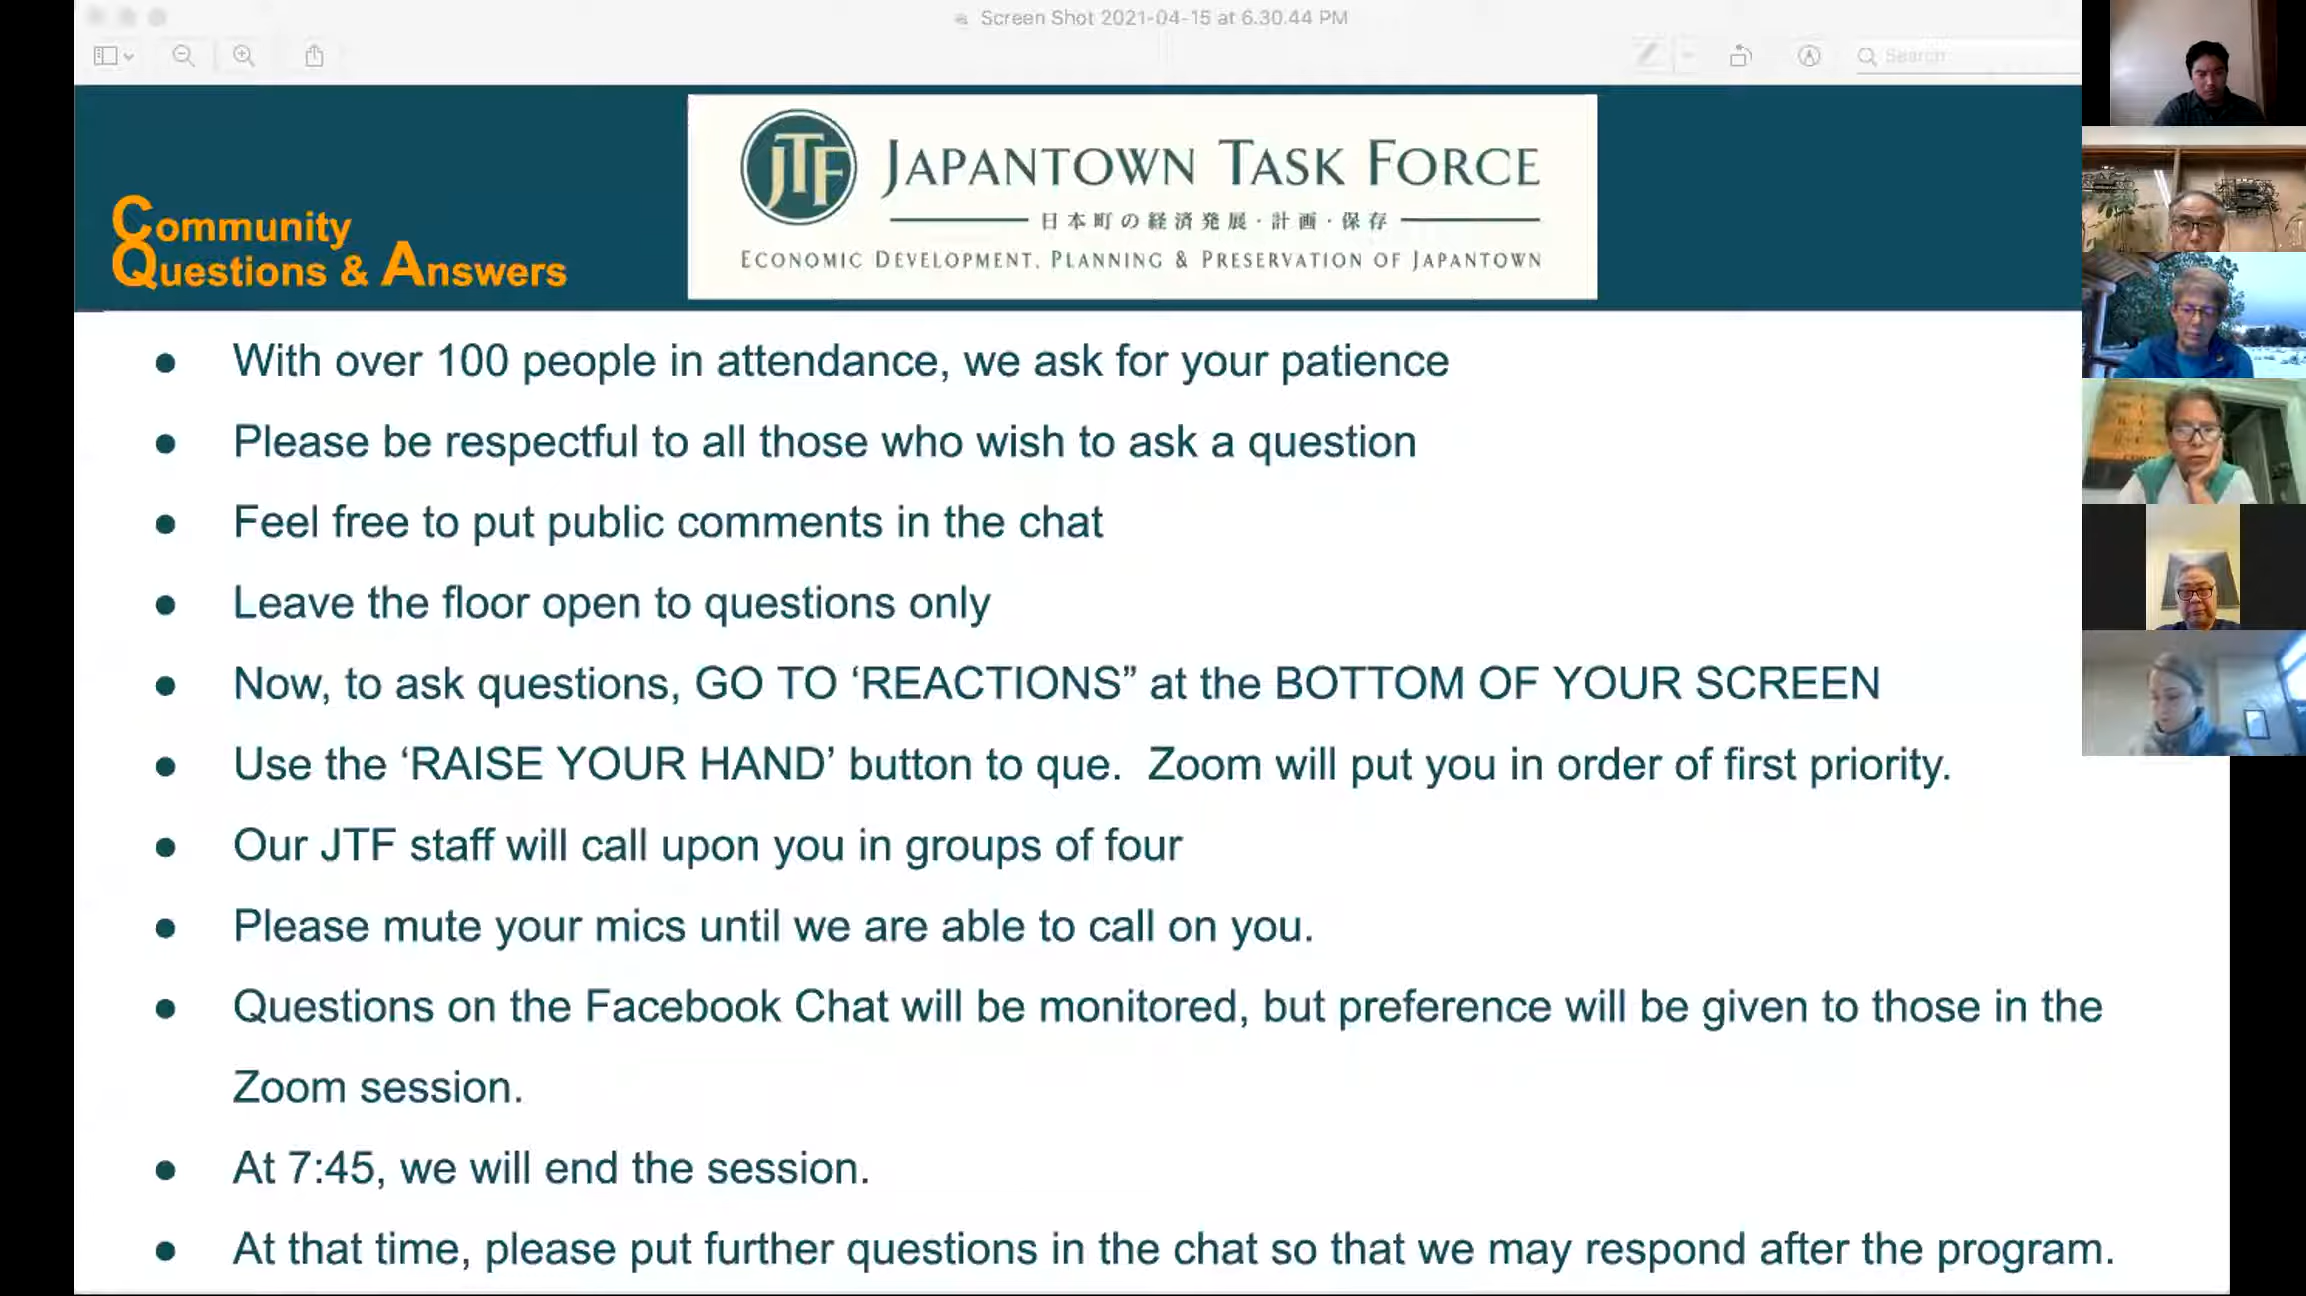 Screen Shot 2021-04-15 at 6.30.44 PM
Search
JTF
JAPANTOWN TASK FORCE
日本町の経済発展・計画・保存
ECONOMIC DEVELOPMENT, PLANNING & PRESERVATION OF JAPANTOWN
Community
Questions & Answers
● With over 100 people in attendance, we ask for your patience
● Please be respectful to all those who wish to ask a question
● Feel free to put public comments in the chat
● Leave the floor open to questions only
● Now, to ask questions, GO TO ‘REACTIONS” at the BOTTOM OF YOUR SCREEN
● Use the ‘RAISE YOUR HAND’ button to que.  Zoom will put you in order of first priority.
● Our JTF staff will call upon you in groups of four
● Please mute your mics until we are able to call on you.
● Questions on the Facebook Chat will be monitored, but preference will be given to those in the
Zoom session.
● At 7:45, we will end the session.
● At that time, please put further questions in the chat so that we may respond after the program.